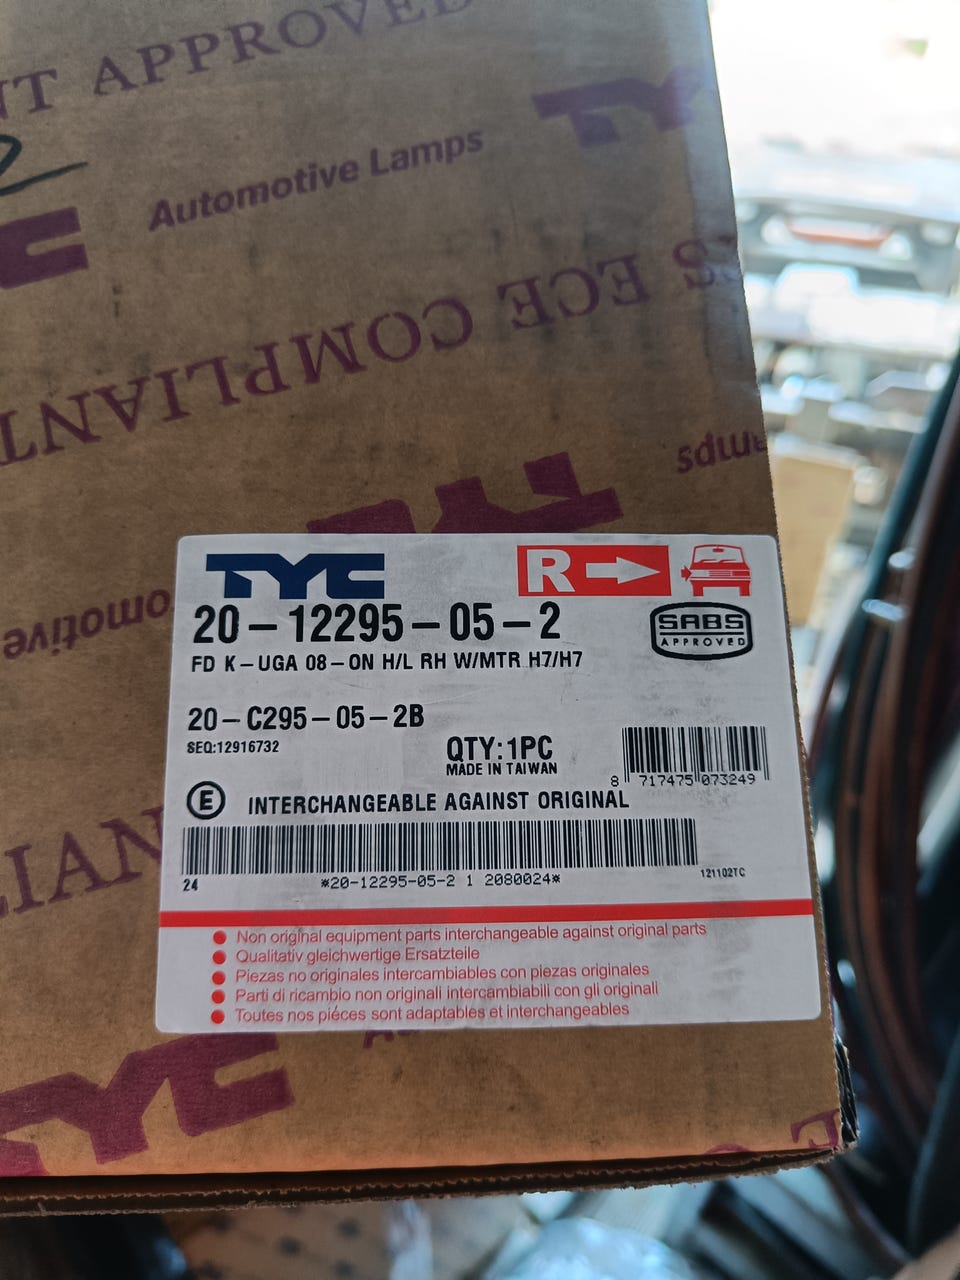 NT APPROVED
TYC
Automotive Lamps
S ECE COMPLIANT
TYC
R
20-12295-05-2
SABS
APPROVED
FD K-UGA 08-ON H/L RH W/MTR H7/H7
20-C295-05-2B
SEQ:12916732
QTY:1PC
MADE IN TAIWAN
8 717475 073249
E INTERCHANGEABLE AGAINST ORIGINAL
24
*20-12295-05-2 1 2080024*
121102TC
Non original equipment parts interchangeable against original parts
Qualitativ gleichwertige Ersatzteile
Piezas no originales intercambiables con piezas originales
Parti di ricambio non originali intercambiabili con gli originali
Toutes nos piéces sont adaptables et interchangeables
TYC